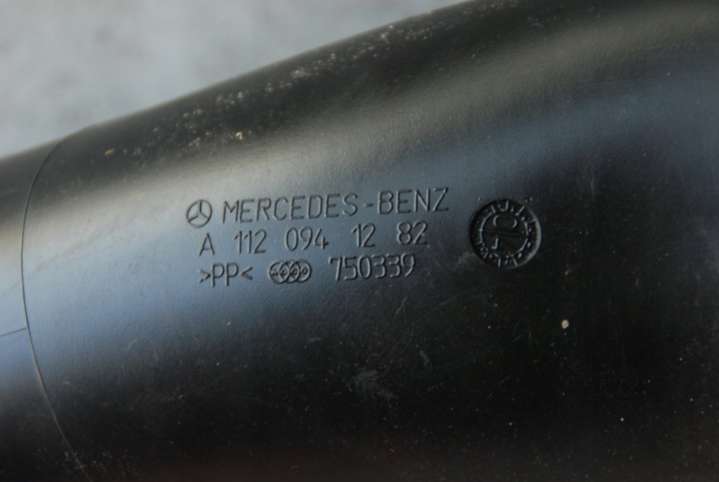 MERCEDES-BENZ
A 112 094 12 82
>PP< 750339